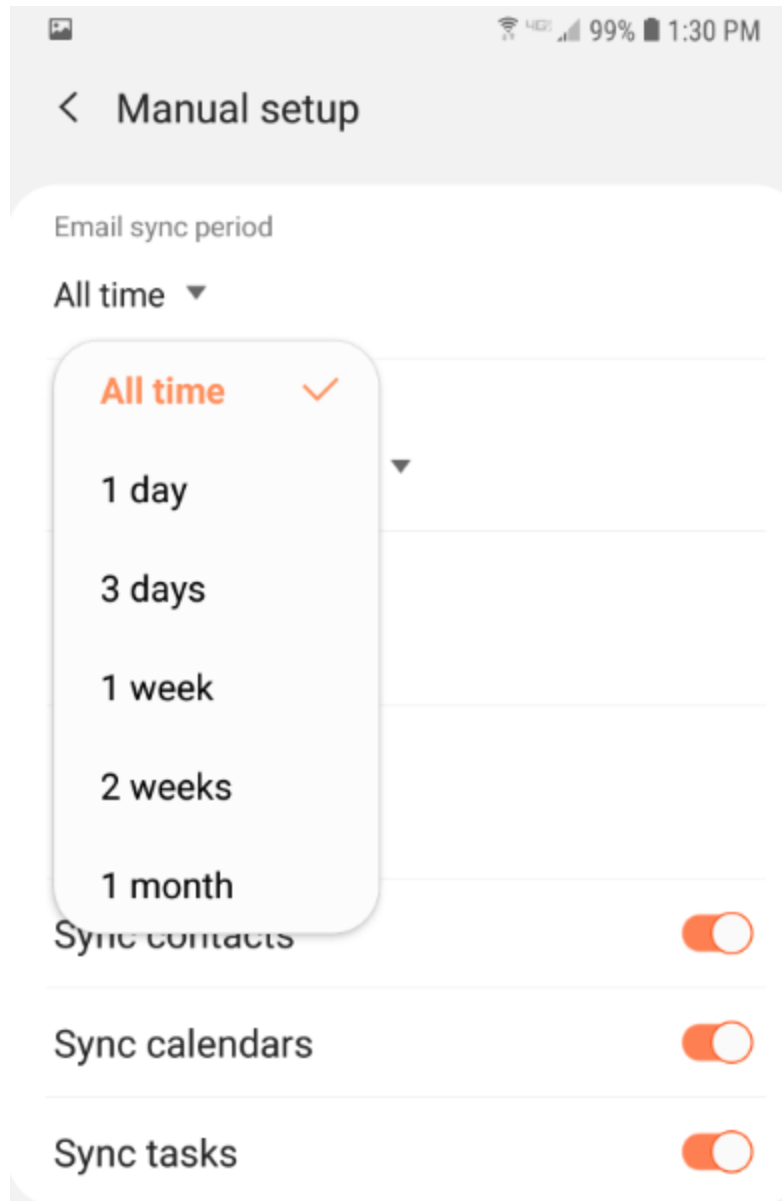 99% 1:30 PM
Manual setup
Email sync period
All time
All time
1 day
3 days
1 week
2 weeks
1 month
Sync contacts
Sync calendars
Sync tasks